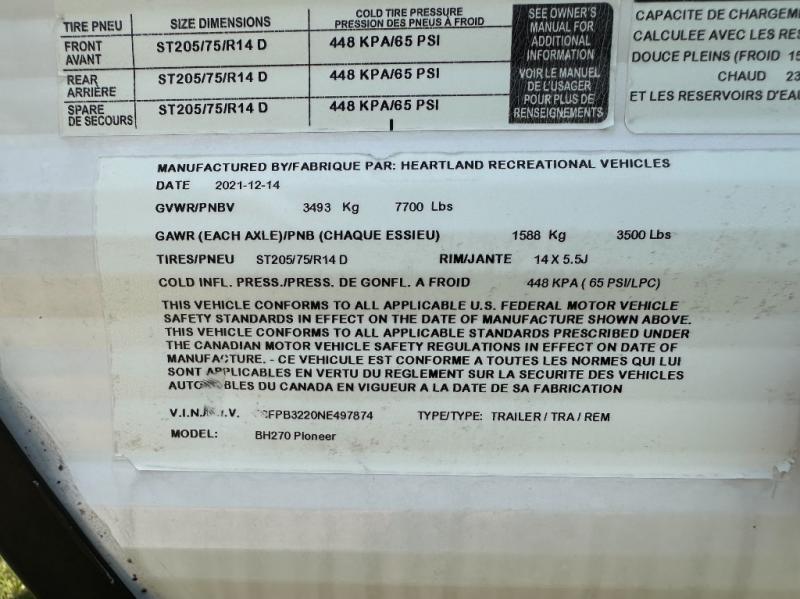 TIRE PNEU SIZE DIMENSIONS COLD TIRE PRESSURE
PRESSION DES PNEUS À FROID
FRONT
AVANT ST205/75/R14 D 448 KPA/65 PSI
REAR
ARRIÈRE ST205/75/R14 D 448 KPA/65 PSI
SPARE
DE SECOURS ST205/75/R14 D 448 KPA/65 PSI
SEE OWNER'S
MANUAL FOR
ADDITIONAL
INFORMATION
VOIR LE MANUEL
DE L'USAGER
POUR PLUS DE
RENSEIGNEMENTS
CAPACITE DE
CALCULEE AVEC LES
DOUCE PLEINS (FROID
CHAUD
ET LES RESERVOIRS
MANUFACTURED BY/FABRIQUE PAR: HEARTLAND RECREATIONAL VEHICLES
DATE 2021-12-14
GVWR/PNBV 3493 Kg 7700 Lbs
GAWR (EACH AXLE)/PNB (CHAQUE ESSIEU) 1588 Kg 3500 Lbs
TIRES/PNEU ST205/75/R14 D RIM/JANTE 14 X 5.5J
COLD INFL. PRESS./PRESS. DE GONFL. A FROID 448 KPA ( 65 PSI/LPC)
THIS VEHICLE CONFORMS TO ALL APPLICABLE U.S. FEDERAL MOTOR VEHICLE
SAFETY STANDARDS IN EFFECT ON THE DATE OF MANUFACTURE SHOWN ABOVE.
THIS VEHICLE CONFORMS TO ALL APPLICABLE STANDARDS PRESCRIBED UNDER
THE CANADIAN MOTOR VEHICLE SAFETY REGULATIONS IN EFFECT ON DATE OF
MANUFACTURE. - CE VEHICULE EST CONFORME A TOUTES LES NORMES QUI LUI
SONT APPLICABLES EN VERTU DU REGLEMENT SUR LA SECURITE DES VEHICLES
DU CANADA EN VIGUEUR A LA DATE DE SA FABRICATION
TYPE/TYPE: TRAILER / TRA / REM
MODEL: BH270 Pioneer